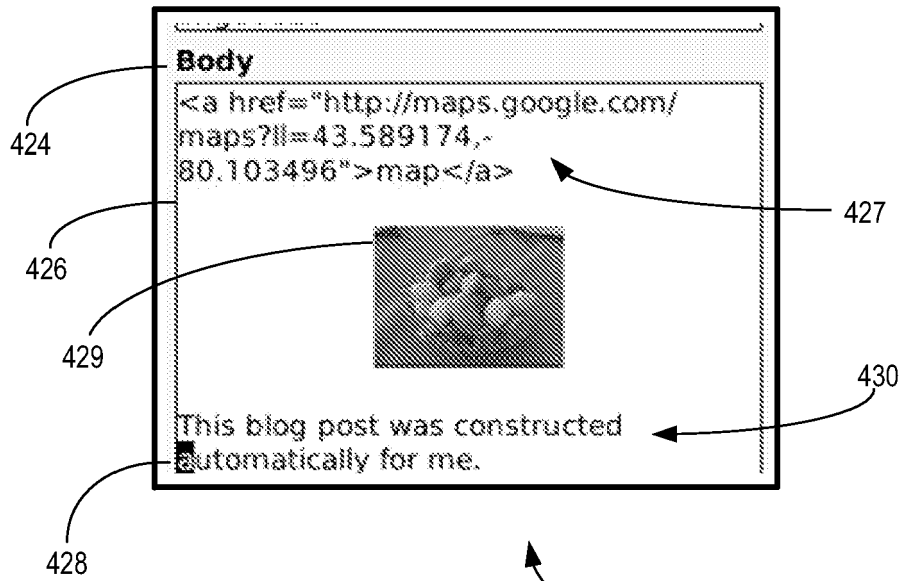 Body
<a href="http://maps.google.com/
maps?ll=43.589174,-
80.103496">map</a>
This blog post was constructed
automatically for me.
424
426
429
428
427
430